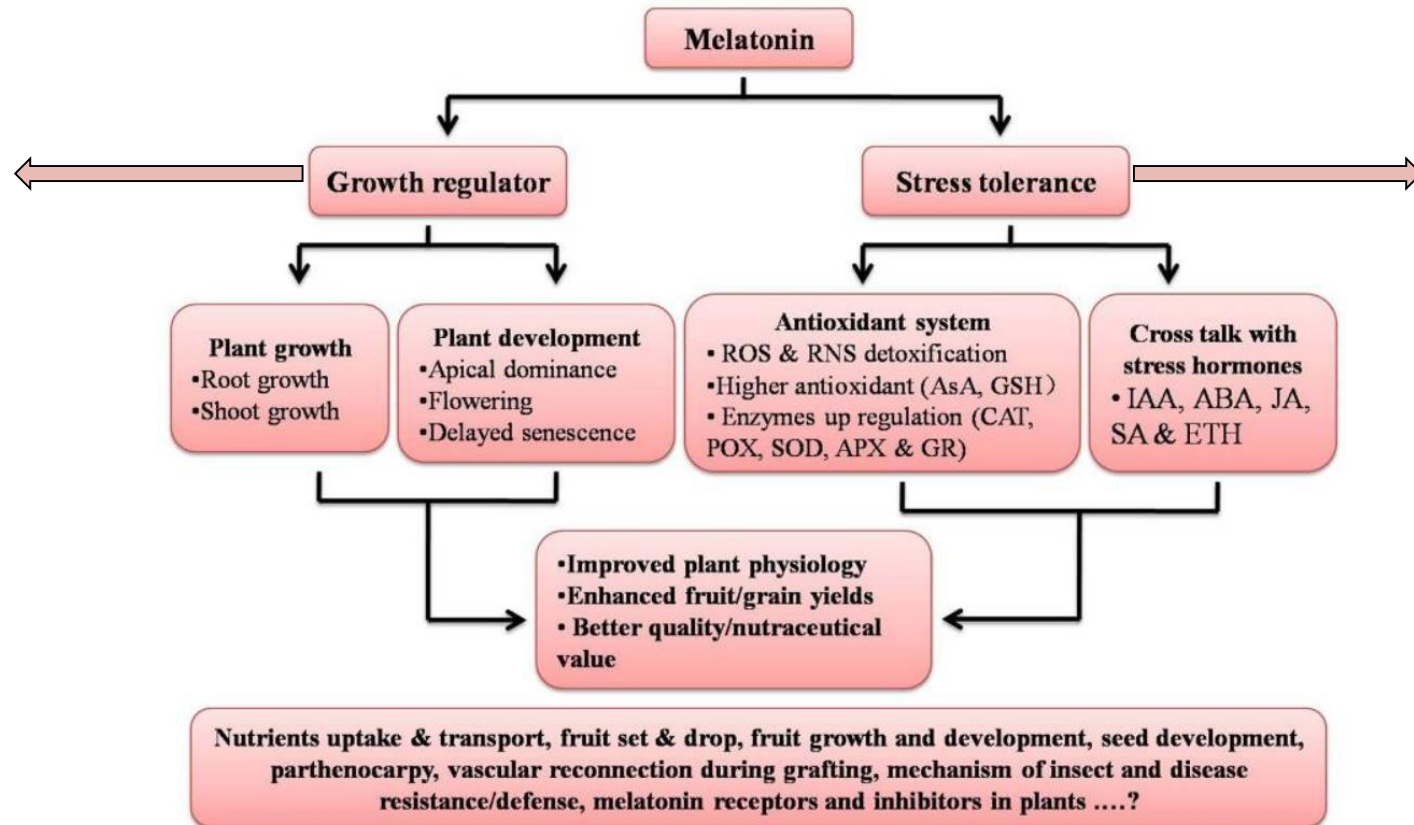 Melatonin
Growth regulator
Stress tolerance
Plant growth
•Root growth
•Shoot growth
Plant development
•Apical dominance
•Flowering
•Delayed senescence
Antioxidant system
• ROS & RNS detoxification
•Higher antioxidant (AsA, GSH）
• Enzymes up regulation (CAT,
POX, SOD, APX & GR)
Cross talk with
stress hormones
• IAA, ABA, JA,
SA & ETH
•Improved plant physiology
•Enhanced fruit/grain yields
• Better quality/nutraceutical
value
Nutrients uptake & transport, fruit set & drop, fruit growth and development, seed development,
parthenocarpy, vascular reconnection during grafting, mechanism of insect and disease
resistance/defense, melatonin receptors and inhibitors in plants ....?